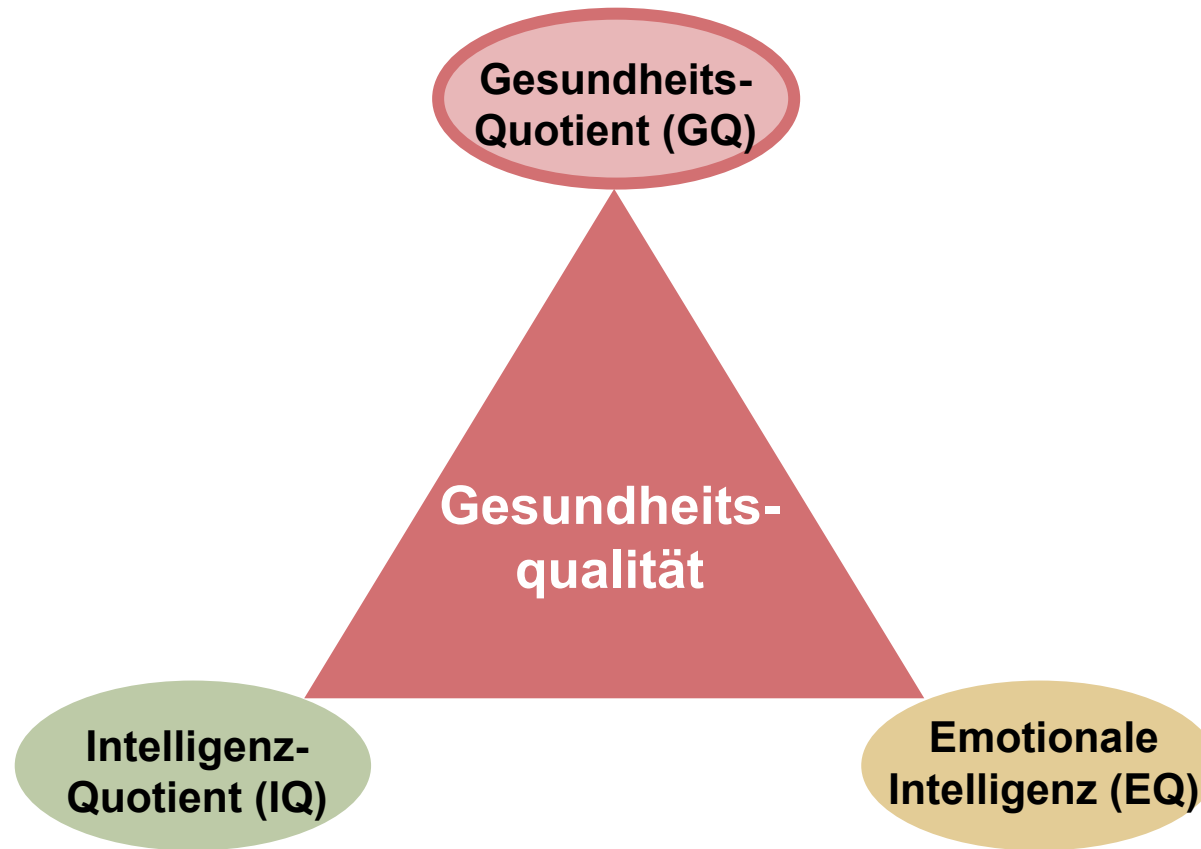 Gesundheits-
Quotient (GQ)
Gesundheits-
qualität
Intelligenz-
Quotient (IQ)
Emotionale
Intelligenz (EQ)